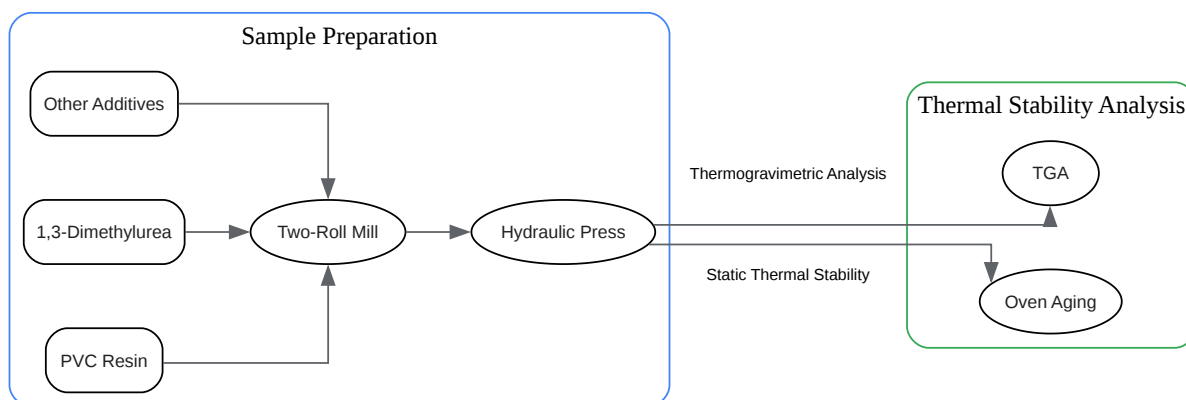 Sample Preparation
Other Additives
1,3-Dimethylurea
PVC Resin
Two-Roll Mill
Hydraulic Press
Thermogravimetric Analysis
Static Thermal Stability
Thermal Stability Analysis
TGA
Oven Aging